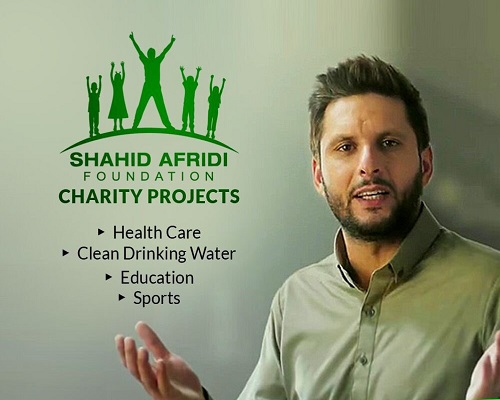 SHAHID AFRIDI
FOUNDATION
CHARITY PROJECTS
‣ Health Care
‣ Clean Drinking Water
‣ Education
‣ Sports